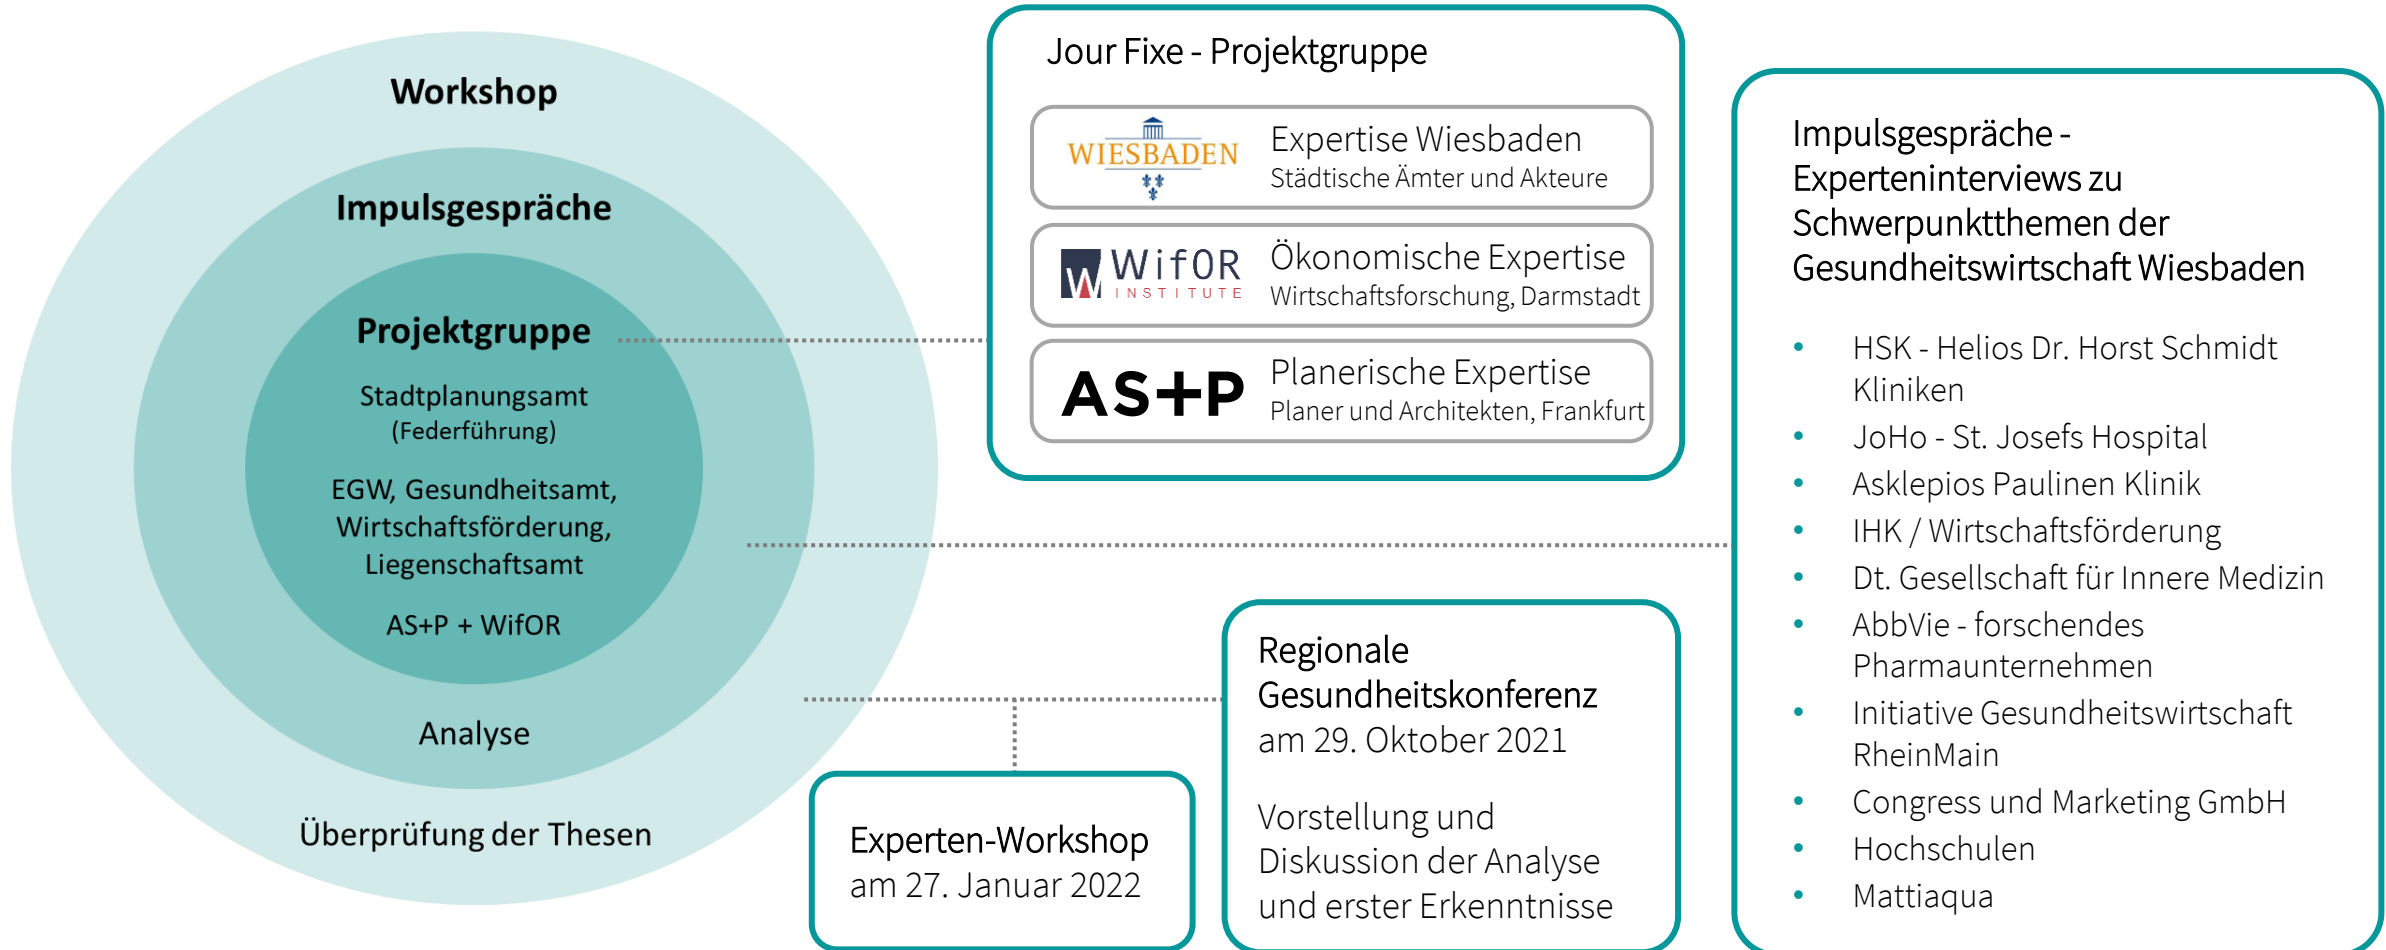 Workshop
Impulsgespräche
Projektgruppe
Stadtplanungsamt
(Federführung)
EGW, Gesundheitsamt,
Wirtschaftsförderung,
Liegenschaftsamt
AS+P + WifOR
Analyse
Überprüfung der Thesen
Jour Fixe - Projektgruppe
WIESBADEN
Expertise Wiesbaden
Städtische Ämter und Akteure
WifOR
INSTITUTE
Ökonomische Expertise
Wirtschaftsforschung, Darmstadt
AS+P
Planerische Expertise
Planer und Architekten, Frankfurt
Experten-Workshop
am 27. Januar 2022
Regionale
Gesundheitskonferenz
am 29. Oktober 2021
Vorstellung und
Diskussion der Analyse
und erster Erkenntnisse
Impulsgespräche -
Experteninterviews zu
Schwerpunktthemen der
Gesundheitswirtschaft Wiesbaden
• HSK - Helios Dr. Horst Schmidt
Kliniken
• JoHo - St. Josefs Hospital
• Asklepios Paulinen Klinik
• IHK / Wirtschaftsförderung
• Dt. Gesellschaft für Innere Medizin
• AbbVie - forschendes
Pharmaunternehmen
• Initiative Gesundheitswirtschaft
RheinMain
• Congress und Marketing GmbH
• Hochschulen
• Mattiaqua